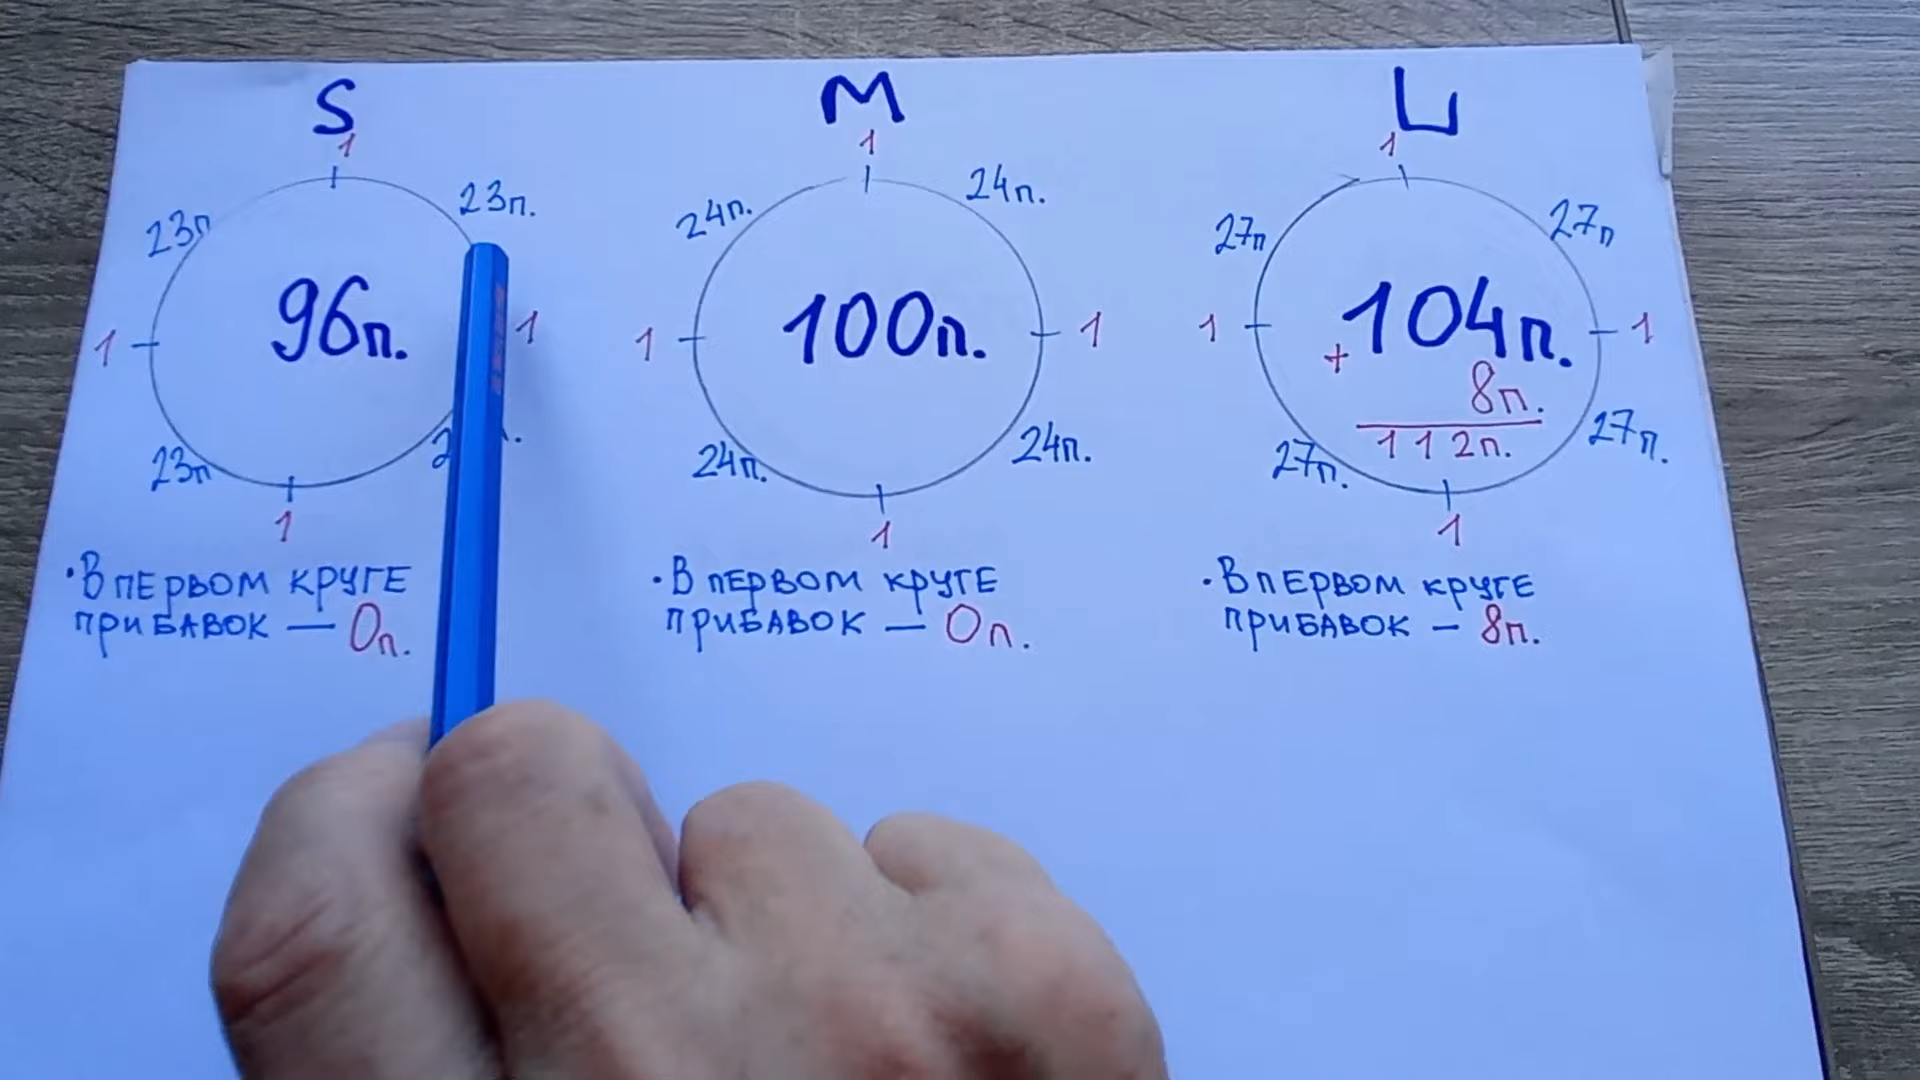 S
1
23п
23п.
96п.
1
1
23п
1
• В первом круге
прибавок — 0п.
M
1
24п.
24п.
100п.
1
1
24п.
24п.
1
• В первом круге
прибавок — 0п.
L
1
27п
27п
104п.
+
8п.
112п.
1
1
27п.
27п.
1
• В первом круге
прибавок — 8п.